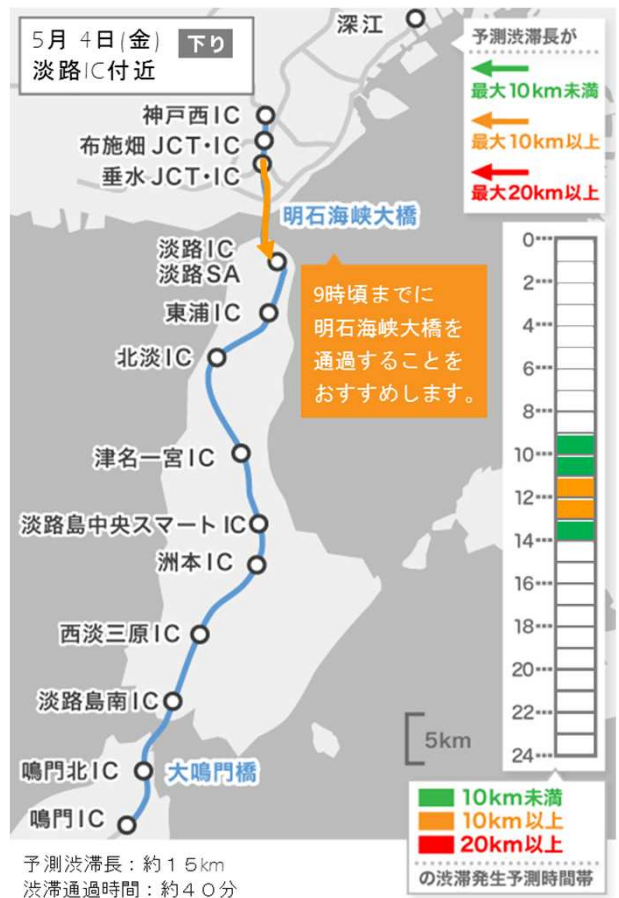 5月 4日(金) 下り
淡路IC付近
深江
予測渋滞長が
最大10km未満
最大10km以上
最大20km以上
神戸西IC
布施畑JCT・IC
垂水JCT・IC
明石海峡大橋
淡路IC
淡路SA
東浦IC
北淡IC
津名一宮IC
淡路島中央スマートIC
洲本IC
西淡三原IC
淡路島南IC
鳴門北IC
大鳴門橋
鳴門IC
9時頃までに
明石海峡大橋を
通過することを
おすすめします。
0
2
4
6
8
10
12
14
16
18
20
22
24
5km
10km未満
10km以上
20km以上
の渋滞発生予測時間帯
予測渋滞長:約15km
渋滞通過時間:約40分